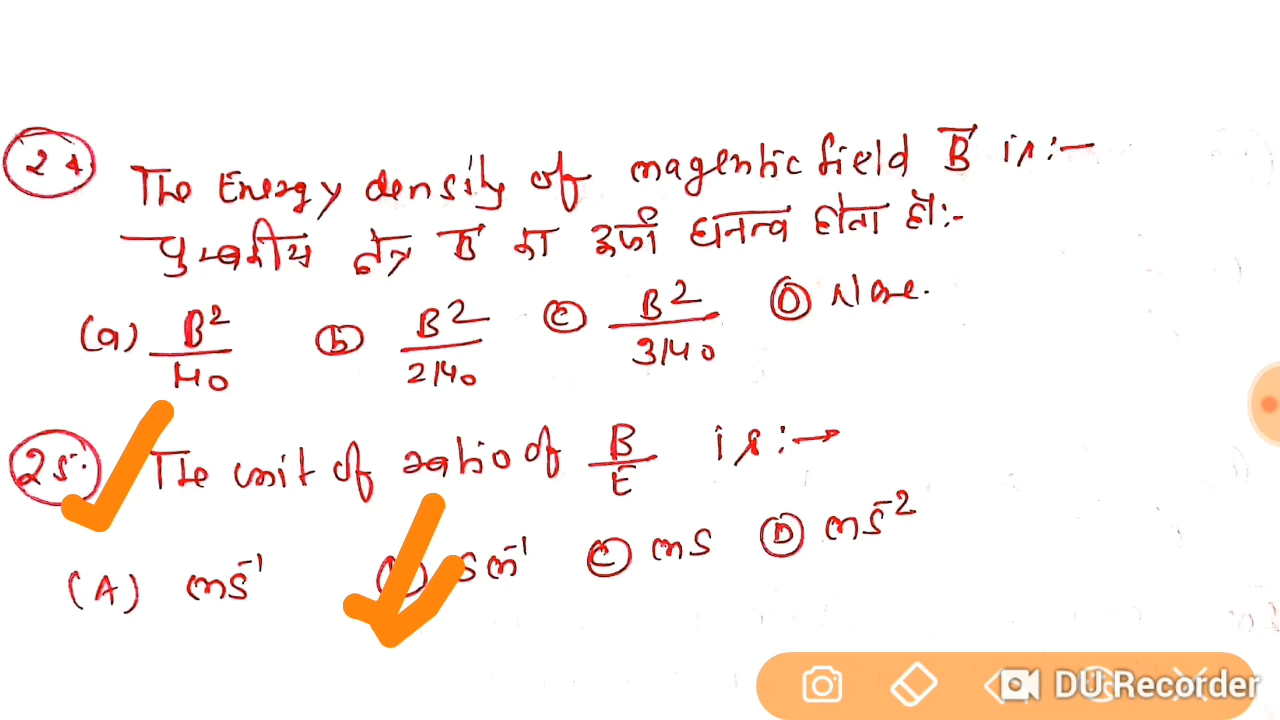 24 The Energy density of magentic field B is:-
चुम्बकीय क्षेत्र B का ऊर्जा घनत्व होता है:-
(a) B²/μ0 (b) B²/2μ0 (c) B²/3μ0 (D) None.
25. The unit of ratio of B/E is:→
(A) ms⁻¹ sm⁻¹ (C) ms (D) ms⁻²
DU Recorder